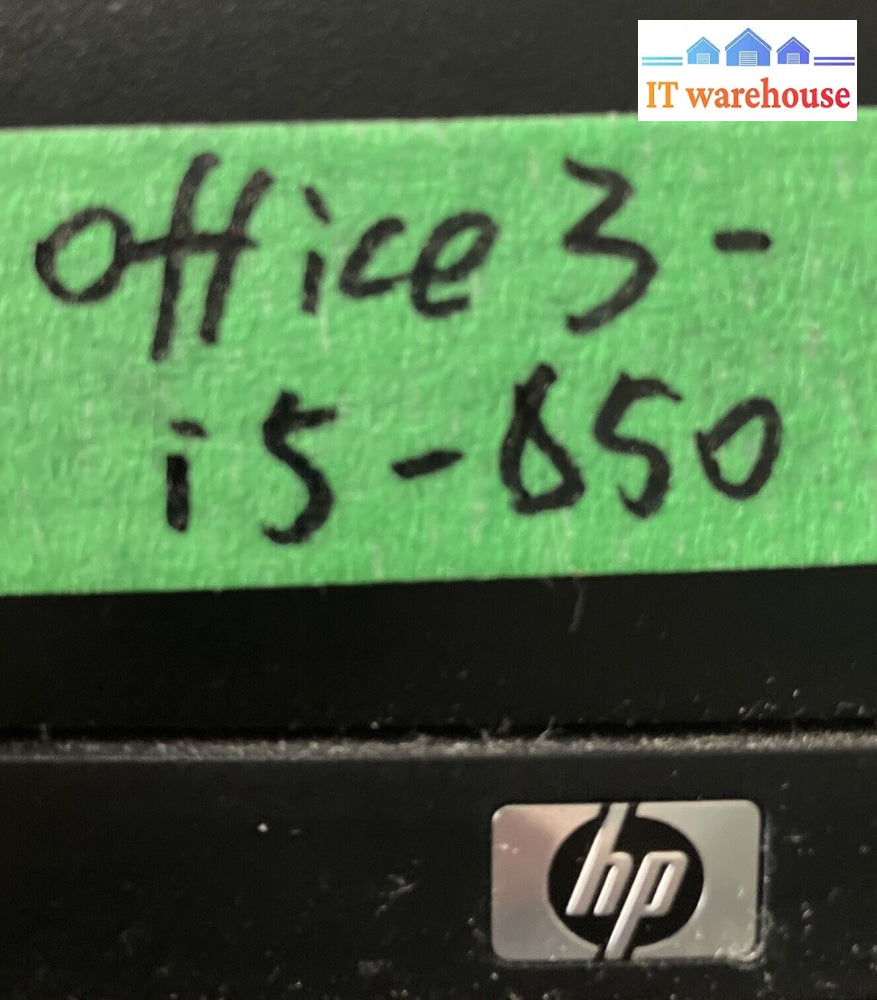 IT warehouse
office 3 -
i5-650
hp